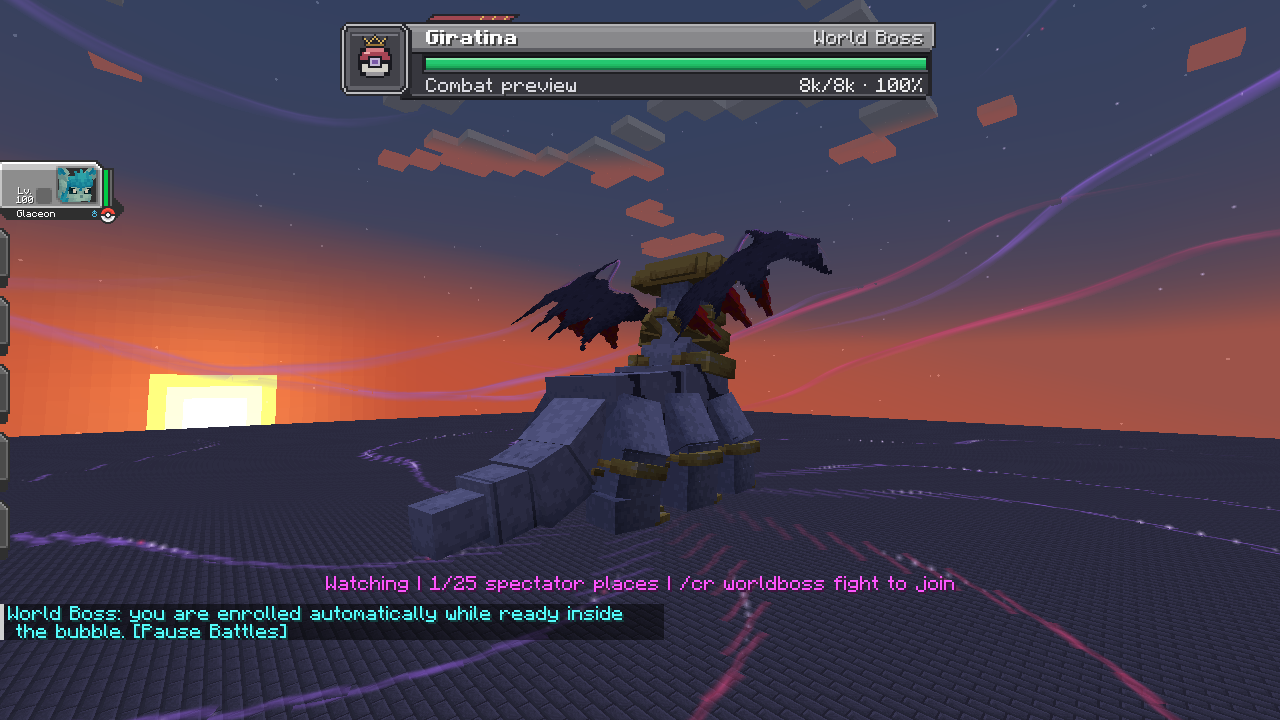 Giratina
World Boss
Combat preview
8k/8k · 100%
Lv.
100
Glaceon
Watching | 1/25 spectator places | /cr worldboss fight to join
World Boss: you are enrolled automatically while ready inside
the bubble. [Pause Battles]